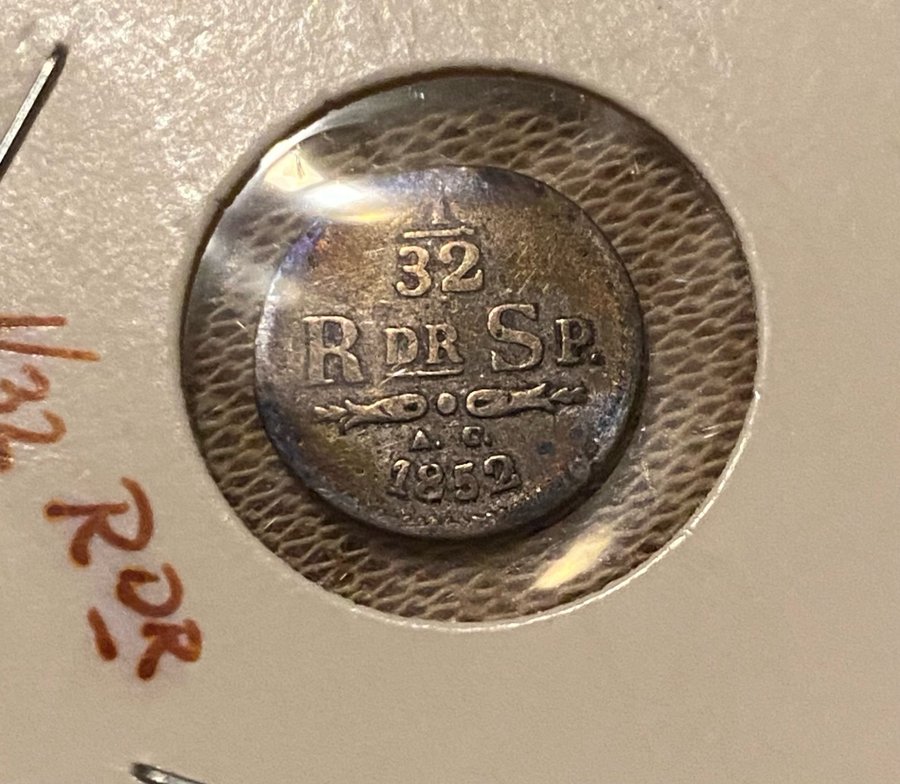 1
32
RDR SP.
A. G.
1852
1/32
RDR